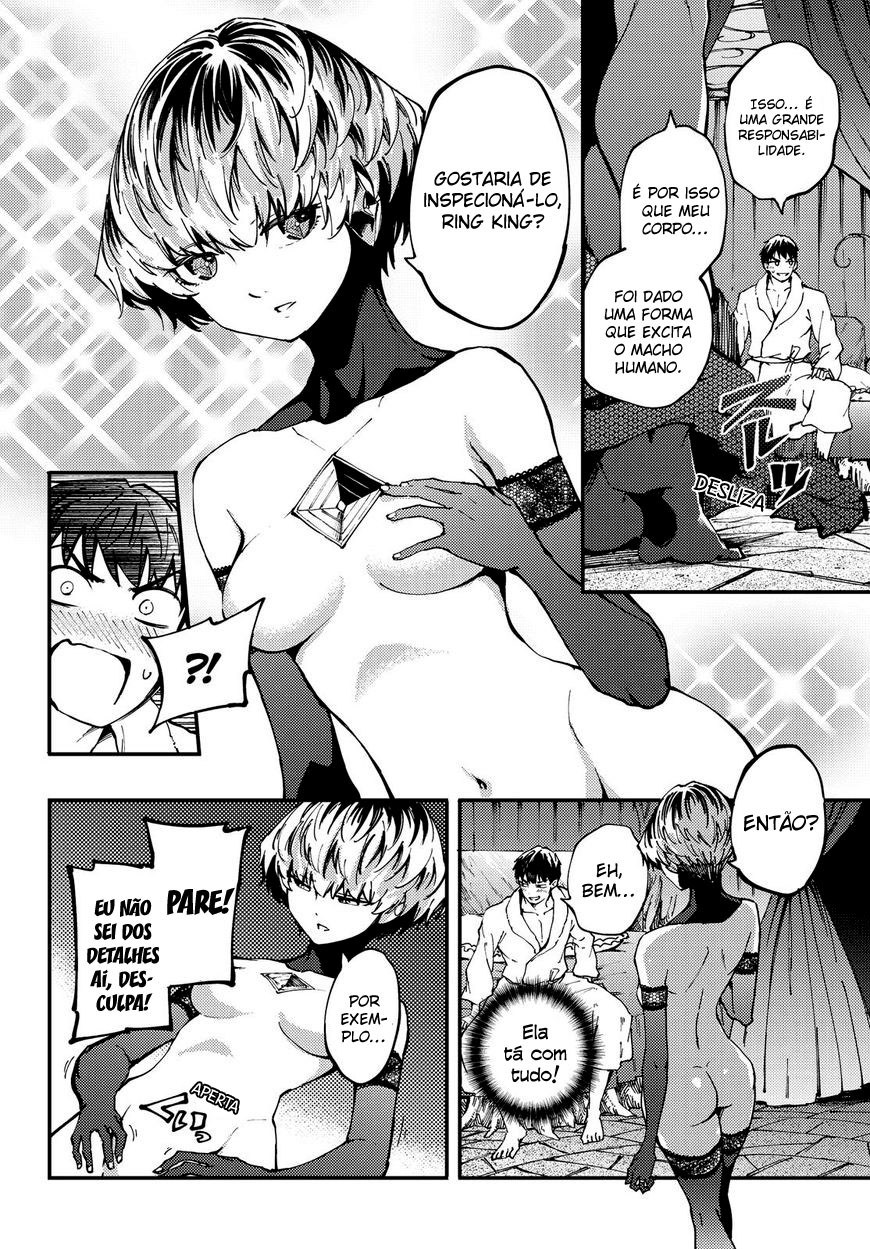 ISSO... É
UMA GRANDE
RESPONSABI-
LIDADE.
É POR ISSO
QUE MEU
CORPO...
FOI DADO
UMA FORMA
QUE EXCITA
O MACHO
HUMANO.
DESLIZA
GOSTARIA DE
INSPECIONÁ-LO,
RING KING?
?!
ENTÃO?
EH,
BEM...
Ela
tá com
tudo!
POR
EXEM-
PLO...
APERTA
PARE!
EU NÃO
SEI DOS
DETALHES
AÍ, DES-
CULPA!